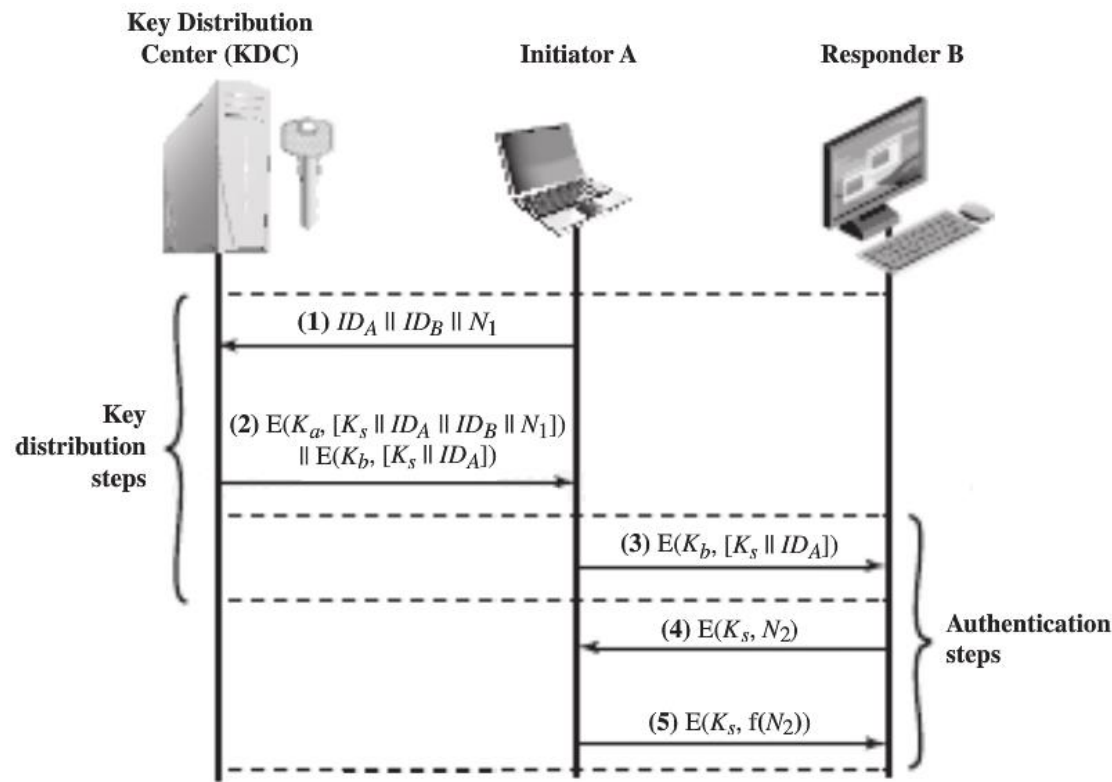 Key Distribution
Center (KDC)
Initiator A
Responder B
(1) ID_A || ID_B || N_1
Key
distribution
steps
(2) E(K_a, [K_s || ID_A || ID_B || N_1])
|| E(K_b, [K_s || ID_A])
(3) E(K_b, [K_s || ID_A])
(4) E(K_s, N_2)
Authentication
steps
(5) E(K_s, f(N_2))